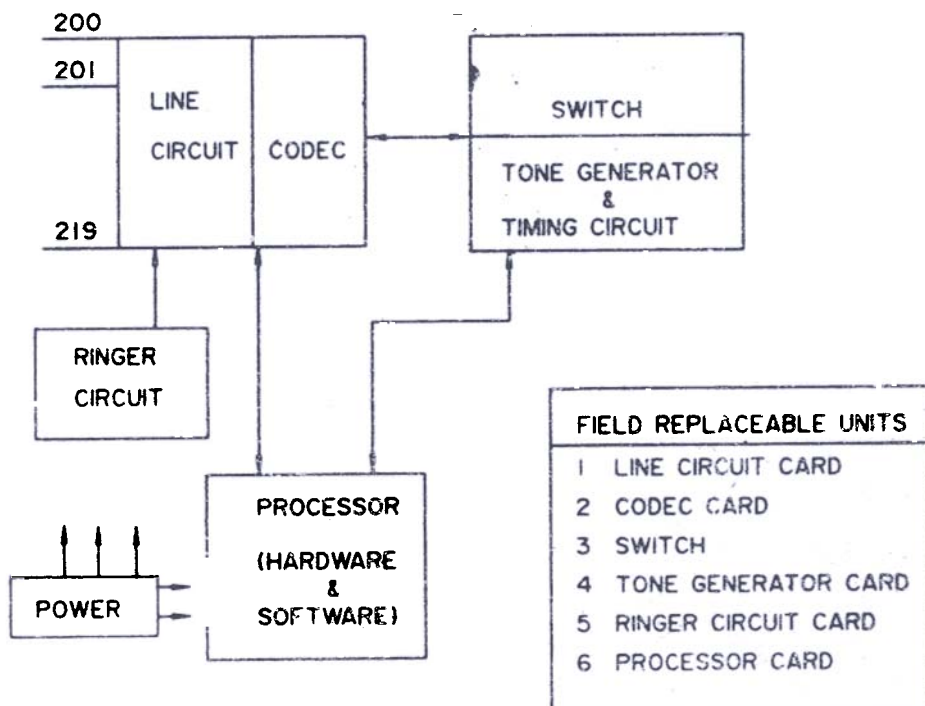 200
201
219
LINE
CIRCUIT
CODEC
SWITCH
TONE GENERATOR
&
TIMING CIRCUIT
RINGER
CIRCUIT
PROCESSOR
(HARDWARE
&
SOFTWARE)
POWER
FIELD REPLACEABLE UNITS
1 LINE CIRCUIT CARD
2 CODEC CARD
3 SWITCH
4 TONE GENERATOR CARD
5 RINGER CIRCUIT CARD
6 PROCESSOR CARD